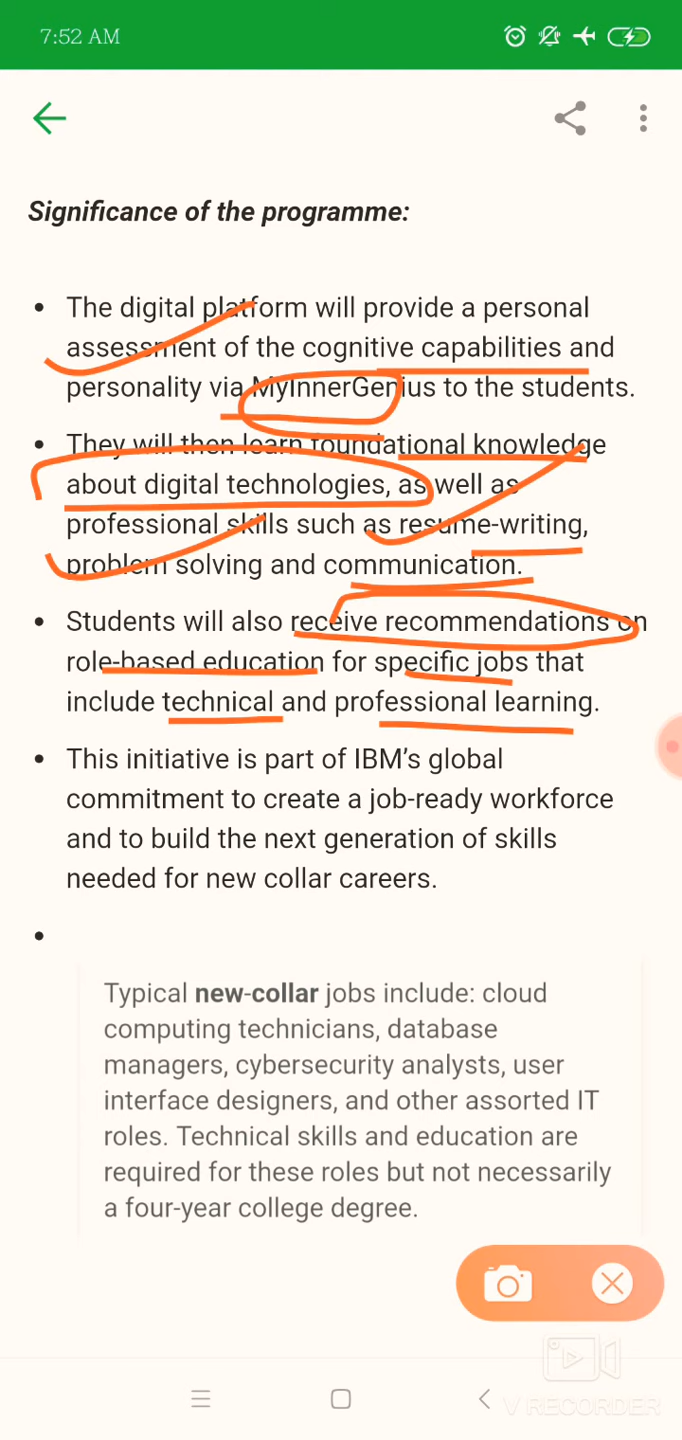 7:52 AM
Significance of the programme:
• The digital platform will provide a personal
assessment of the cognitive capabilities and
personality via MyInnerGenius to the students.
• They will then learn foundational knowledge
about digital technologies, as well as
professional skills such as resume-writing,
problem solving and communication.
• Students will also receive recommendations on
role-based education for specific jobs that
include technical and professional learning.
• This initiative is part of IBM’s global
commitment to create a job-ready workforce
and to build the next generation of skills
needed for new collar careers.
•
Typical new-collar jobs include: cloud
computing technicians, database
managers, cybersecurity analysts, user
interface designers, and other assorted IT
roles. Technical skills and education are
required for these roles but not necessarily
a four-year college degree.
V RECORDER